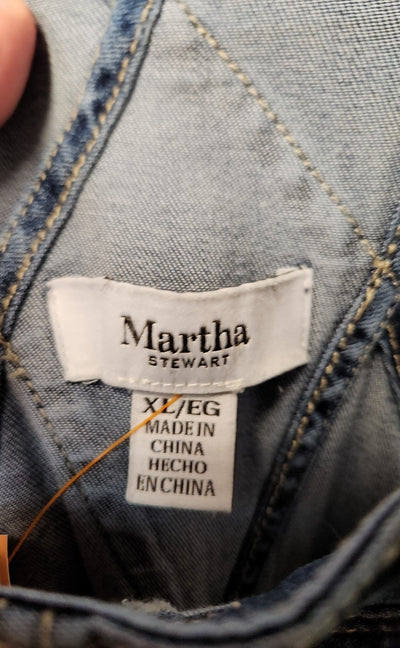 Martha
STEWART
XL/EG
MADE IN
CHINA
HECHO
EN CHINA